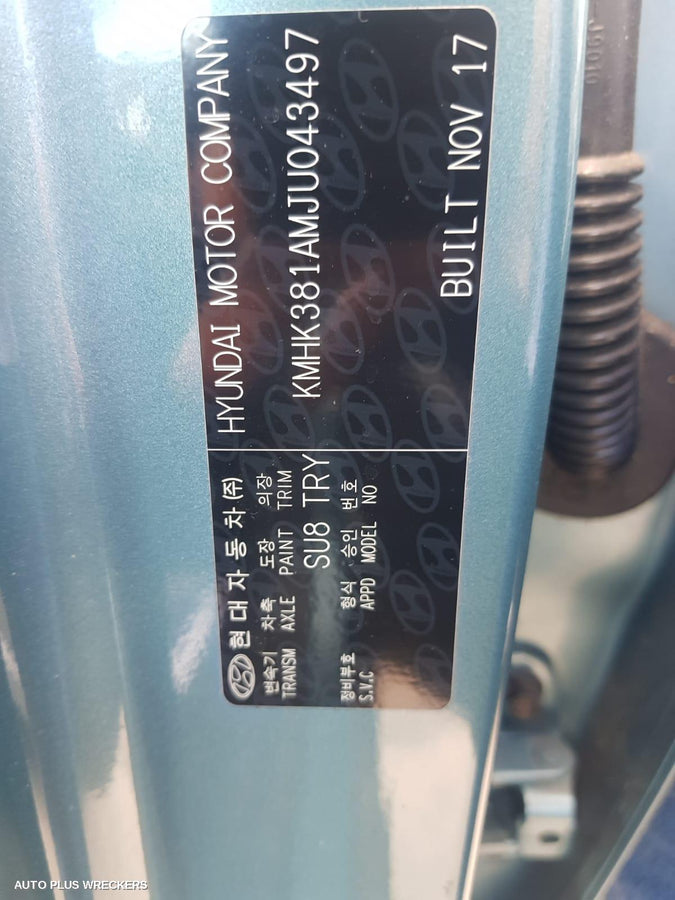 HYUNDAI MOTOR COMPANY
KMHK381AMJU043497
BUILT NOV 17
현대자동차(주)
변속기 차축 도장 의장
TRANSM AXLE PAINT TRIM
SU8 TRY
정비부호 형식 승인 번호
S.V.C APPD MODEL NO
AUTO PLUS WRECKERS